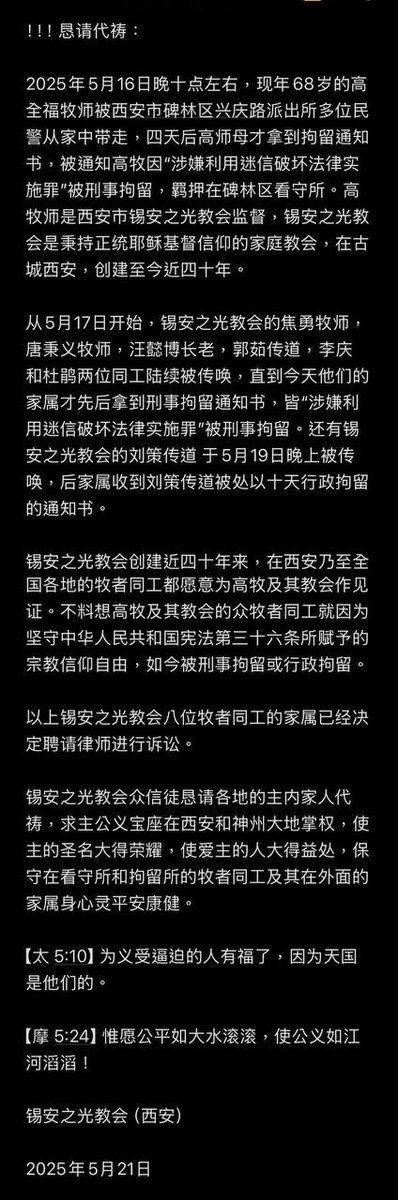 !!! 恳请代祷：
2025年5月16日晚十点左右，现年68岁的高
全福牧师被西安市碑林区兴庆路派出所多位民
警从家中带走，四天后高师母才拿到拘留通知
书，被通知高牧因“涉嫌利用迷信破坏法律实
施罪”被刑事拘留，羁押在碑林区看守所。高
牧师是西安市锡安之光教会监督，锡安之光教
会是秉持正统耶稣基督信仰的家庭教会，在古
城西安，创建至今近四十年。
从5月17日开始，锡安之光教会的焦勇牧师，
唐秉义牧师，汪懿博长老，郭茹传道，李庆
和杜鹃两位同工陆续被传唤，直到今天他们的
家属才先后拿到刑事拘留通知书，皆“涉嫌利
用迷信破坏法律实施罪”被刑事拘留。还有锡
安之光教会的刘策传道 于5月19日晚上被传
唤，后家属收到刘策传道被处以十天行政拘留
的通知书。
锡安之光教会创建近四十年来，在西安乃至全
国各地的牧者同工都愿意为高牧及其教会作见
证。不料想高牧及其教会的众牧者同工就因为
坚守中华人民共和国宪法第三十六条所赋予的
宗教信仰自由，如今被刑事拘留或行政拘留。
以上锡安之光教会八位牧者同工的家属已经决
定聘请律师进行诉讼。
锡安之光教会众信徒恳请各地的主内家人代
祷，求主公义宝座在西安和神州大地掌权，使
主的圣名大得荣耀，使爱主的人大得益处，保
守在看守所和拘留所的牧者同工及其在外面的
家属身心灵平安康健。
【太 5:10】为义受逼迫的人有福了，因为天国
是他们的。
【摩 5:24】惟愿公平如大水滚滚，使公义如江
河滔滔！
锡安之光教会 (西安)
2025年5月21日